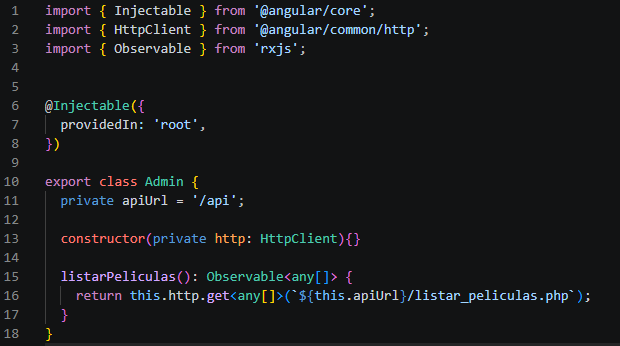 1 import { Injectable } from '@angular/core';
2 import { HttpClient } from '@angular/common/http';
3 import { Observable } from 'rxjs';
4
5
6 @Injectable({
7   providedIn: 'root',
8 })
9
10 export class Admin {
11   private apiUrl = '/api';
12
13   constructor(private http: HttpClient){}
14
15   listarPeliculas(): Observable<any[]> {
16     return this.http.get<any[]>(`${this.apiUrl}/listar_peliculas.php`);
17   }
18 }